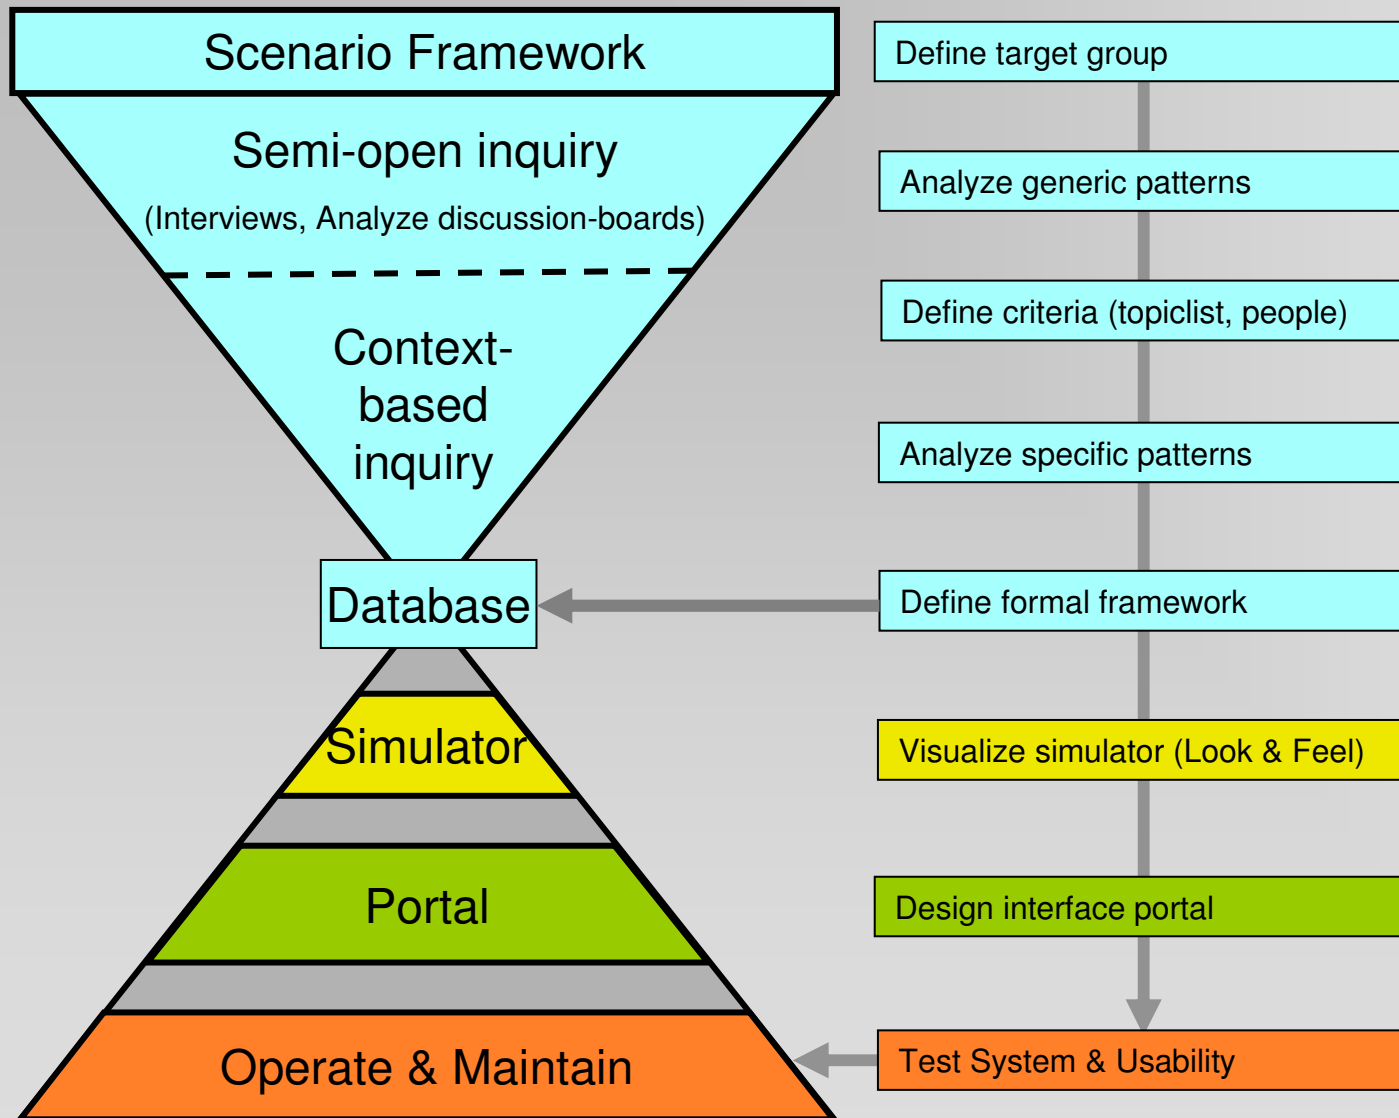 Scenario Framework
Semi-open inquiry
(Interviews, Analyze discussion-boards)
Context-
based
inquiry
Database
Simulator
Portal
Operate & Maintain
Define target group
Analyze generic patterns
Define criteria (topiclist, people)
Analyze specific patterns
Define formal framework
Visualize simulator (Look & Feel)
Design interface portal
Test System & Usability